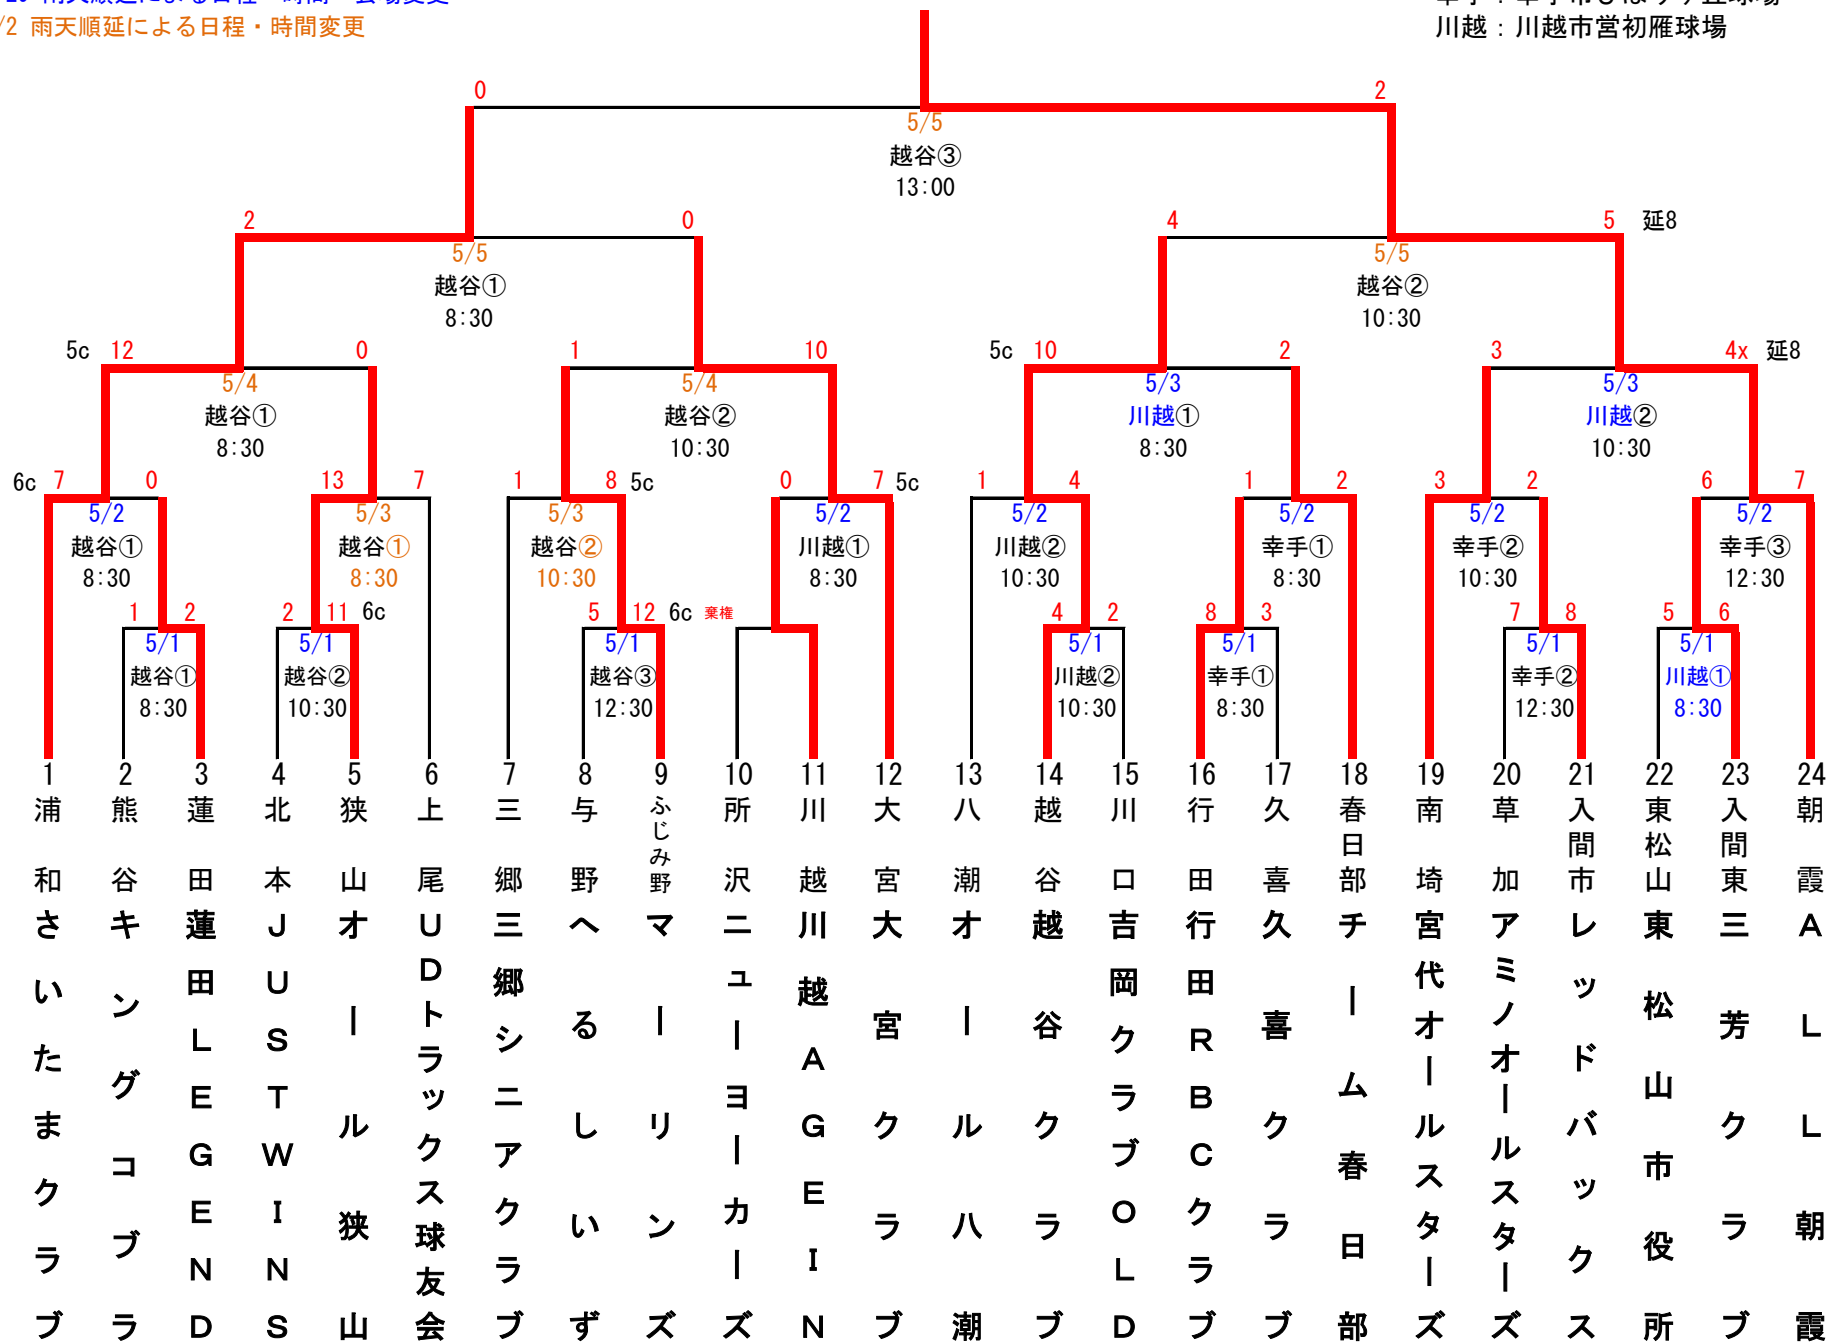 雨天順延による日程・時間・会場変更
/2 雨天順延による日程・時間変更
川越：川越市営初雁球場
0 2
5/5
越谷③
13:00
2 0 4 5 延8
5/5 5/5
越谷① 越谷②
8:30 10:30
5c 12 0 1 10 5c 10 2 3 4x 延8
5/4 5/4 5/3 5/3
越谷① 越谷② 川越① 川越②
8:30 10:30 8:30 10:30
6c 7 0 13 7 1 8 5c 0 7 5c 1 4 1 2 3 2 6 7
5/2 5/3 5/3 5/2 5/2 5/2 5/2 5/2
越谷① 越谷① 越谷② 川越① 川越② 幸手① 幸手② 幸手③
8:30 8:30 10:30 8:30 10:30 8:30 10:30 12:30
1 2 2 11 6c 5 12 6c 棄権 4 2 8 3 7 8 5 6
5/1 5/1 5/1 5/1 5/1 5/1 5/1
越谷① 越谷② 越谷③ 川越② 幸手① 幸手② 川越①
8:30 10:30 12:30 10:30 8:30 12:30 8:30
1 浦和 さいたまクラブ
2 熊谷 キングコブラ
3 蓮田 蓮田LEGEND
4 北本 JUSTWINS
5 狭山 オール狭山
6 上尾 UDトラックス球友会
7 三郷 三郷シニアクラブ
8 与野 へるしいず
9 ふじみ野 マーリンズ
10 所沢 ニューヨーカーズ
11 川越 川越AGEIN
12 大宮 大宮クラブ
13 八潮 オール八潮
14 越谷 越谷クラブ
15 川口 吉岡クラブOLD
16 行田 行田RBCクラブ
17 久喜 久喜クラブ
18 春日部 チーム春日部
19 南埼 宮代オールスターズ
20 草加 アミノオールスターズ
21 入間市 レッドバックス
22 東松山 東松山市役所
23 入間東 三芳クラブ
24 朝霞 ALL朝霞